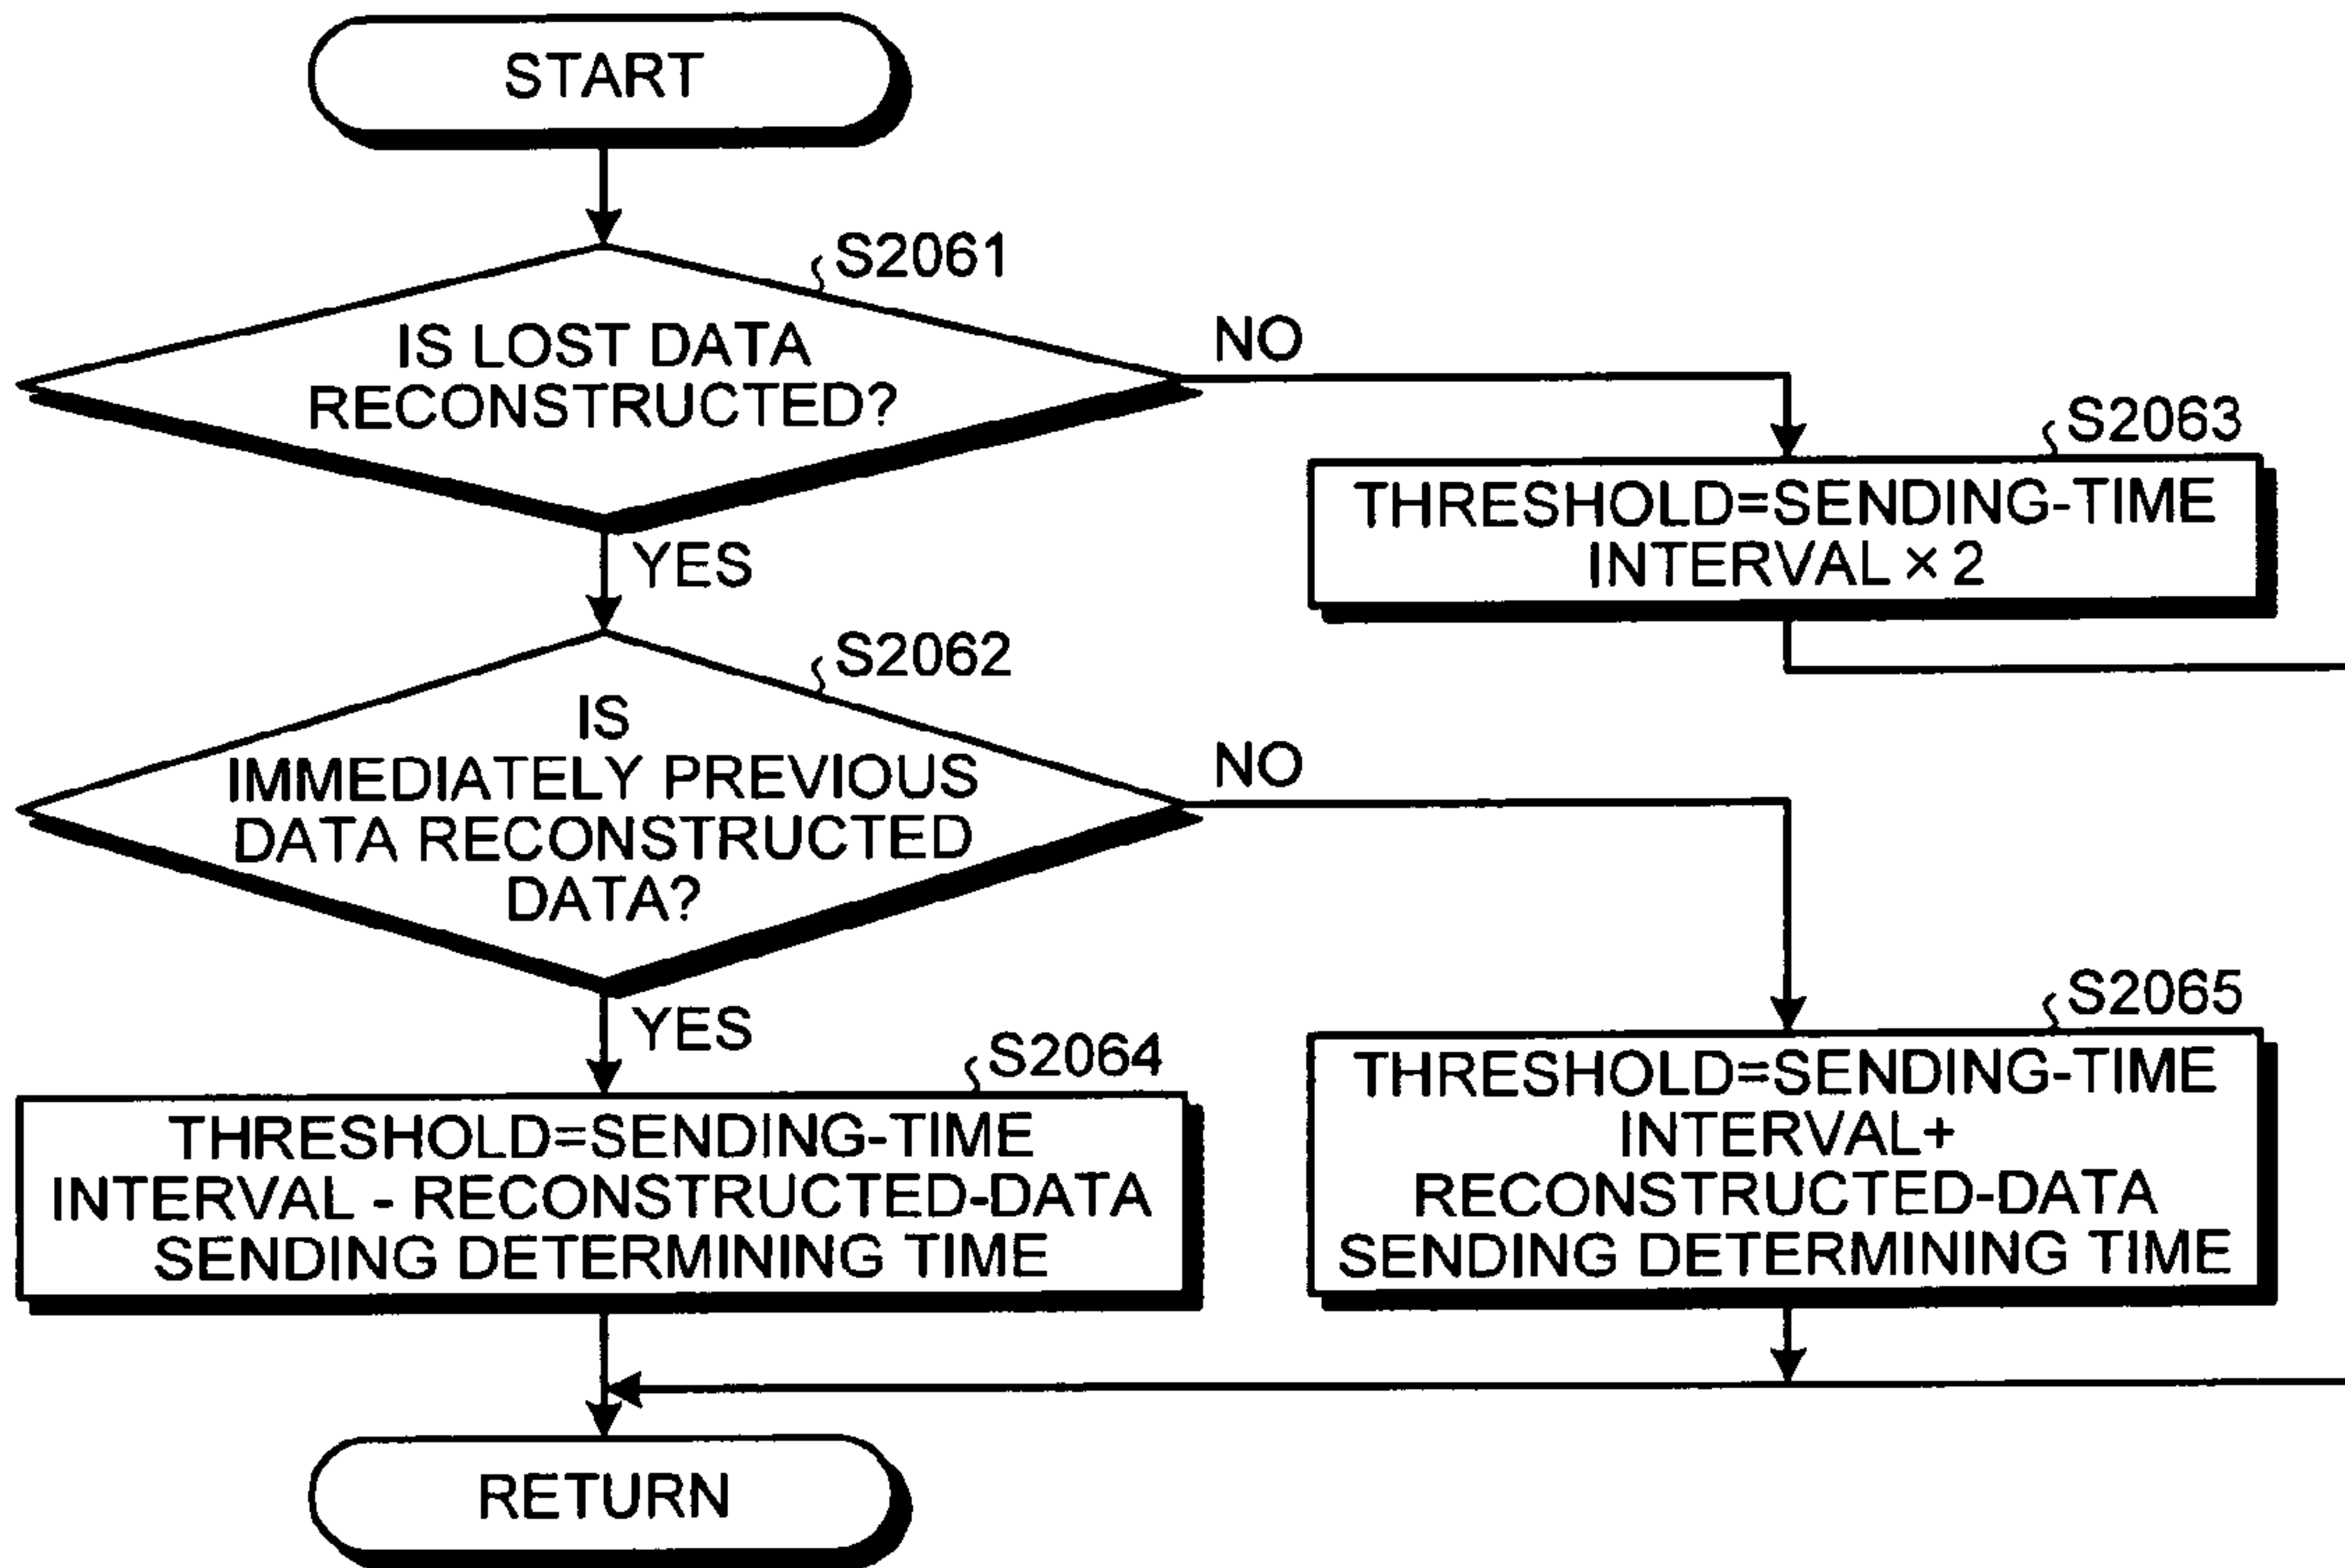 START
S2061
IS LOST DATA
RECONSTRUCTED?
NO
YES
S2063
THRESHOLD=SENDING-TIME
INTERVAL × 2
S2062
IS
IMMEDIATELY PREVIOUS
DATA RECONSTRUCTED
DATA?
NO
YES
S2064
THRESHOLD=SENDING-TIME
INTERVAL - RECONSTRUCTED-DATA
SENDING DETERMINING TIME
S2065
THRESHOLD=SENDING-TIME
INTERVAL+
RECONSTRUCTED-DATA
SENDING DETERMINING TIME
RETURN